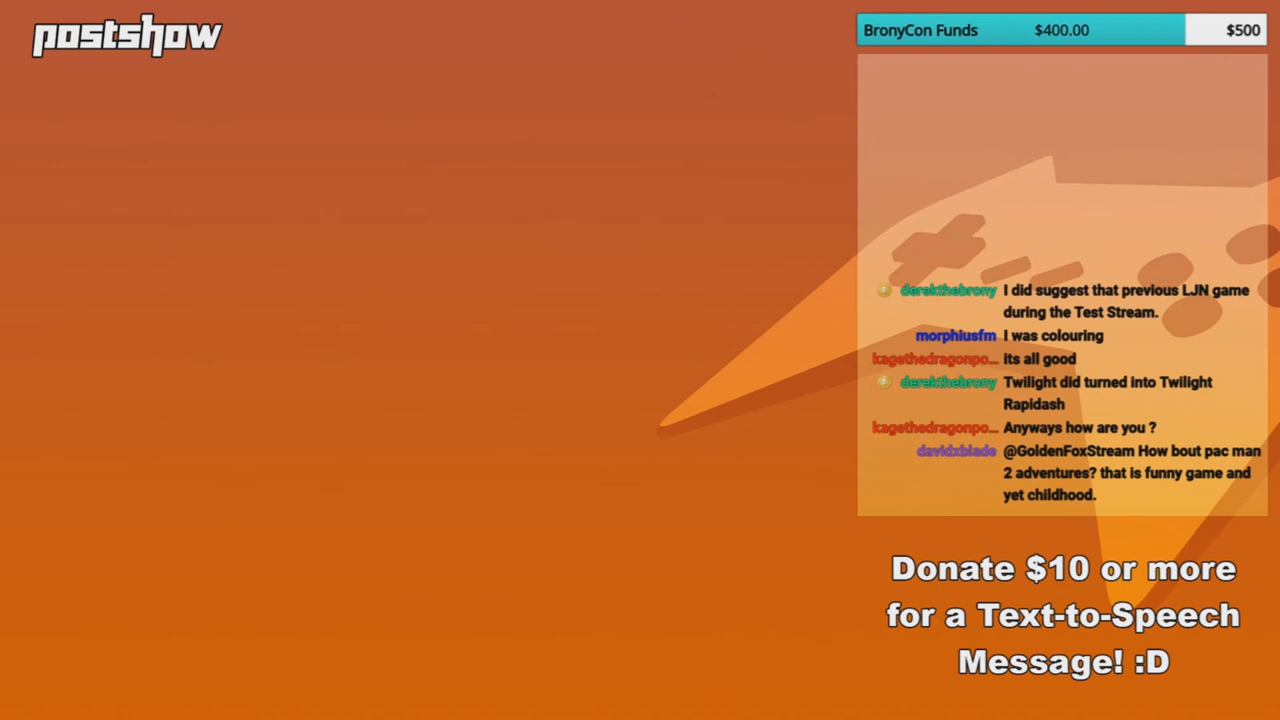 postshow
BronyCon Funds $400.00 $500
derekthebrony I did suggest that previous LJN game
during the Test Stream.
morphiusfm I was colouring
kagethedragonpo... its all good
derekthebrony Twilight did turned into Twilight
Rapidash
kagethedragonpo... Anyways how are you ?
davidxblade @GoldenFoxStream How bout pac man
2 adventures? that is funny game and
yet childhood.
Donate $10 or more
for a Text-to-Speech
Message! :D